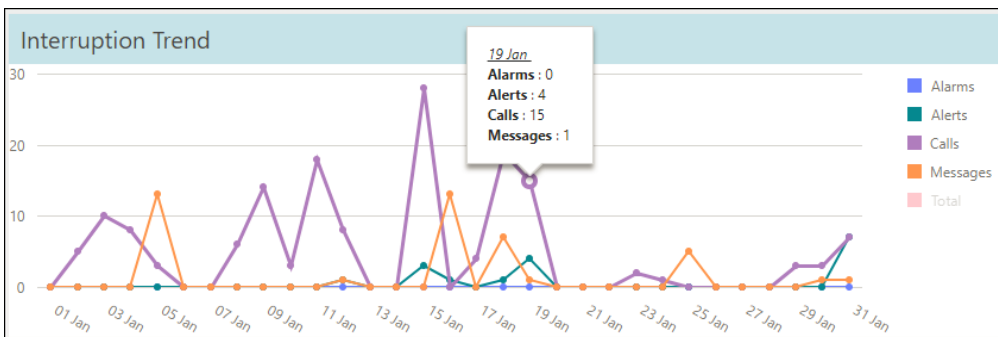 Interruption Trend
19 Jan
Alarms : 0
Alerts : 4
Calls : 15
Messages : 1
30
20
10
0
Alarms
Alerts
Calls
Messages
Total
01 Jan
03 Jan
05 Jan
07 Jan
09 Jan
11 Jan
13 Jan
15 Jan
17 Jan
19 Jan
21 Jan
23 Jan
25 Jan
27 Jan
29 Jan
31 Jan